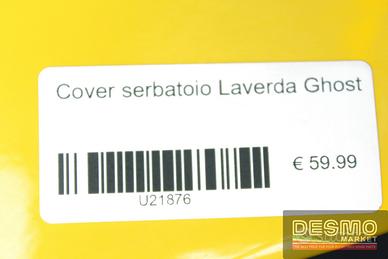 Cover serbatoio Laverda Ghost
€ 59.99
U21876
DESMO
MARKET